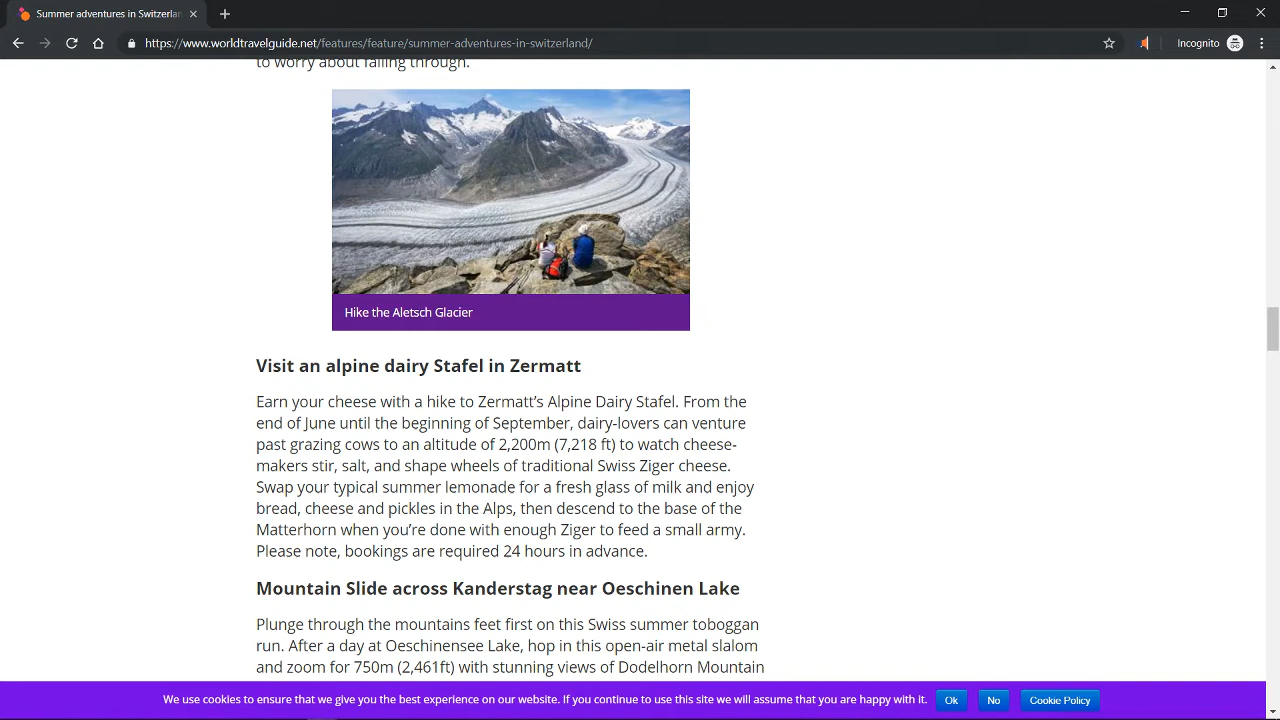 Summer adventures in Switzerlan
https://www.worldtravelguide.net/features/feature/summer-adventures-in-switzerland/
Incognito
to worry about falling through.
Hike the Aletsch Glacier
Visit an alpine dairy Stafel in Zermatt
Earn your cheese with a hike to Zermatt’s Alpine Dairy Stafel. From the
end of June until the beginning of September, dairy-lovers can venture
past grazing cows to an altitude of 2,200m (7,218 ft) to watch cheese-
makers stir, salt, and shape wheels of traditional Swiss Ziger cheese.
Swap your typical summer lemonade for a fresh glass of milk and enjoy
bread, cheese and pickles in the Alps, then descend to the base of the
Matterhorn when you’re done with enough Ziger to feed a small army.
Please note, bookings are required 24 hours in advance.
Mountain Slide across Kanderstag near Oeschinen Lake
Plunge through the mountains feet first on this Swiss summer toboggan
run. After a day at Oeschinensee Lake, hop in this open-air metal slalom
and zoom for 750m (2,461ft) with stunning views of Dodelhorn Mountain
We use cookies to ensure that we give you the best experience on our website. If you continue to use this site we will assume that you are happy with it. Ok No Cookie Policy